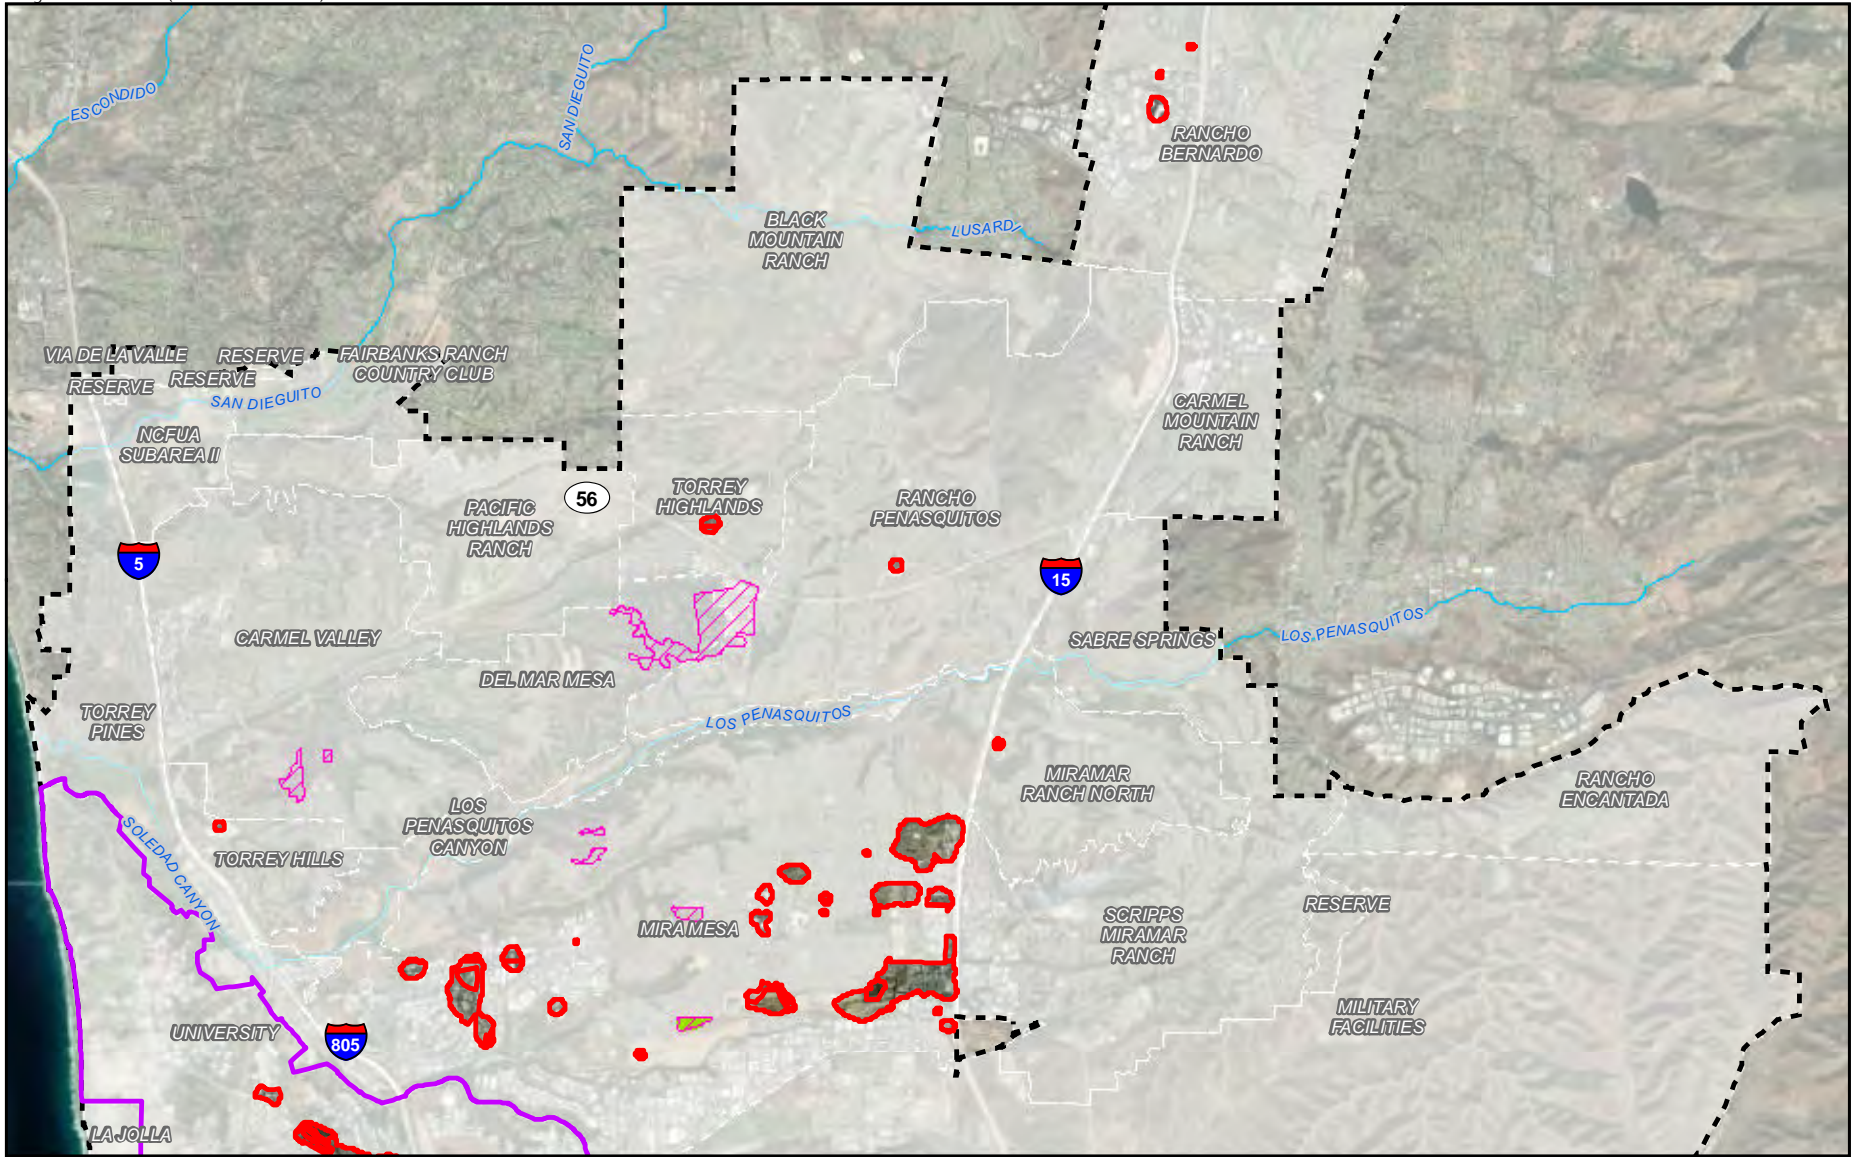 ESCONDIDO
SAN DIEGUITO
RANCHO
BERNARDO
BLACK
MOUNTAIN
RANCH
LUSARDI
VIA DE LA VALLE
RESERVE
FAIRBANKS RANCH
COUNTRY CLUB
RESERVE
RESERVE
SAN DIEGUITO
NCFUA
SUBAREA II
CARMEL
MOUNTAIN
RANCH
56
TORREY
HIGHLANDS
PACIFIC
HIGHLANDS
RANCH
RANCHO
PENASQUITOS
5
15
CARMEL VALLEY
SABRE SPRINGS
LOS PENASQUITOS
DEL MAR MESA
TORREY
PINES
LOS PENASQUITOS
MIRAMAR
RANCH NORTH
RANCHO
ENCANTADA
LOS
PENASQUITOS
CANYON
SOLEDAD CANYON
TORREY HILLS
RESERVE
MIRA MESA
SCRIPPS
MIRAMAR
RANCH
MILITARY
FACILITIES
UNIVERSITY
805
LA JOLLA